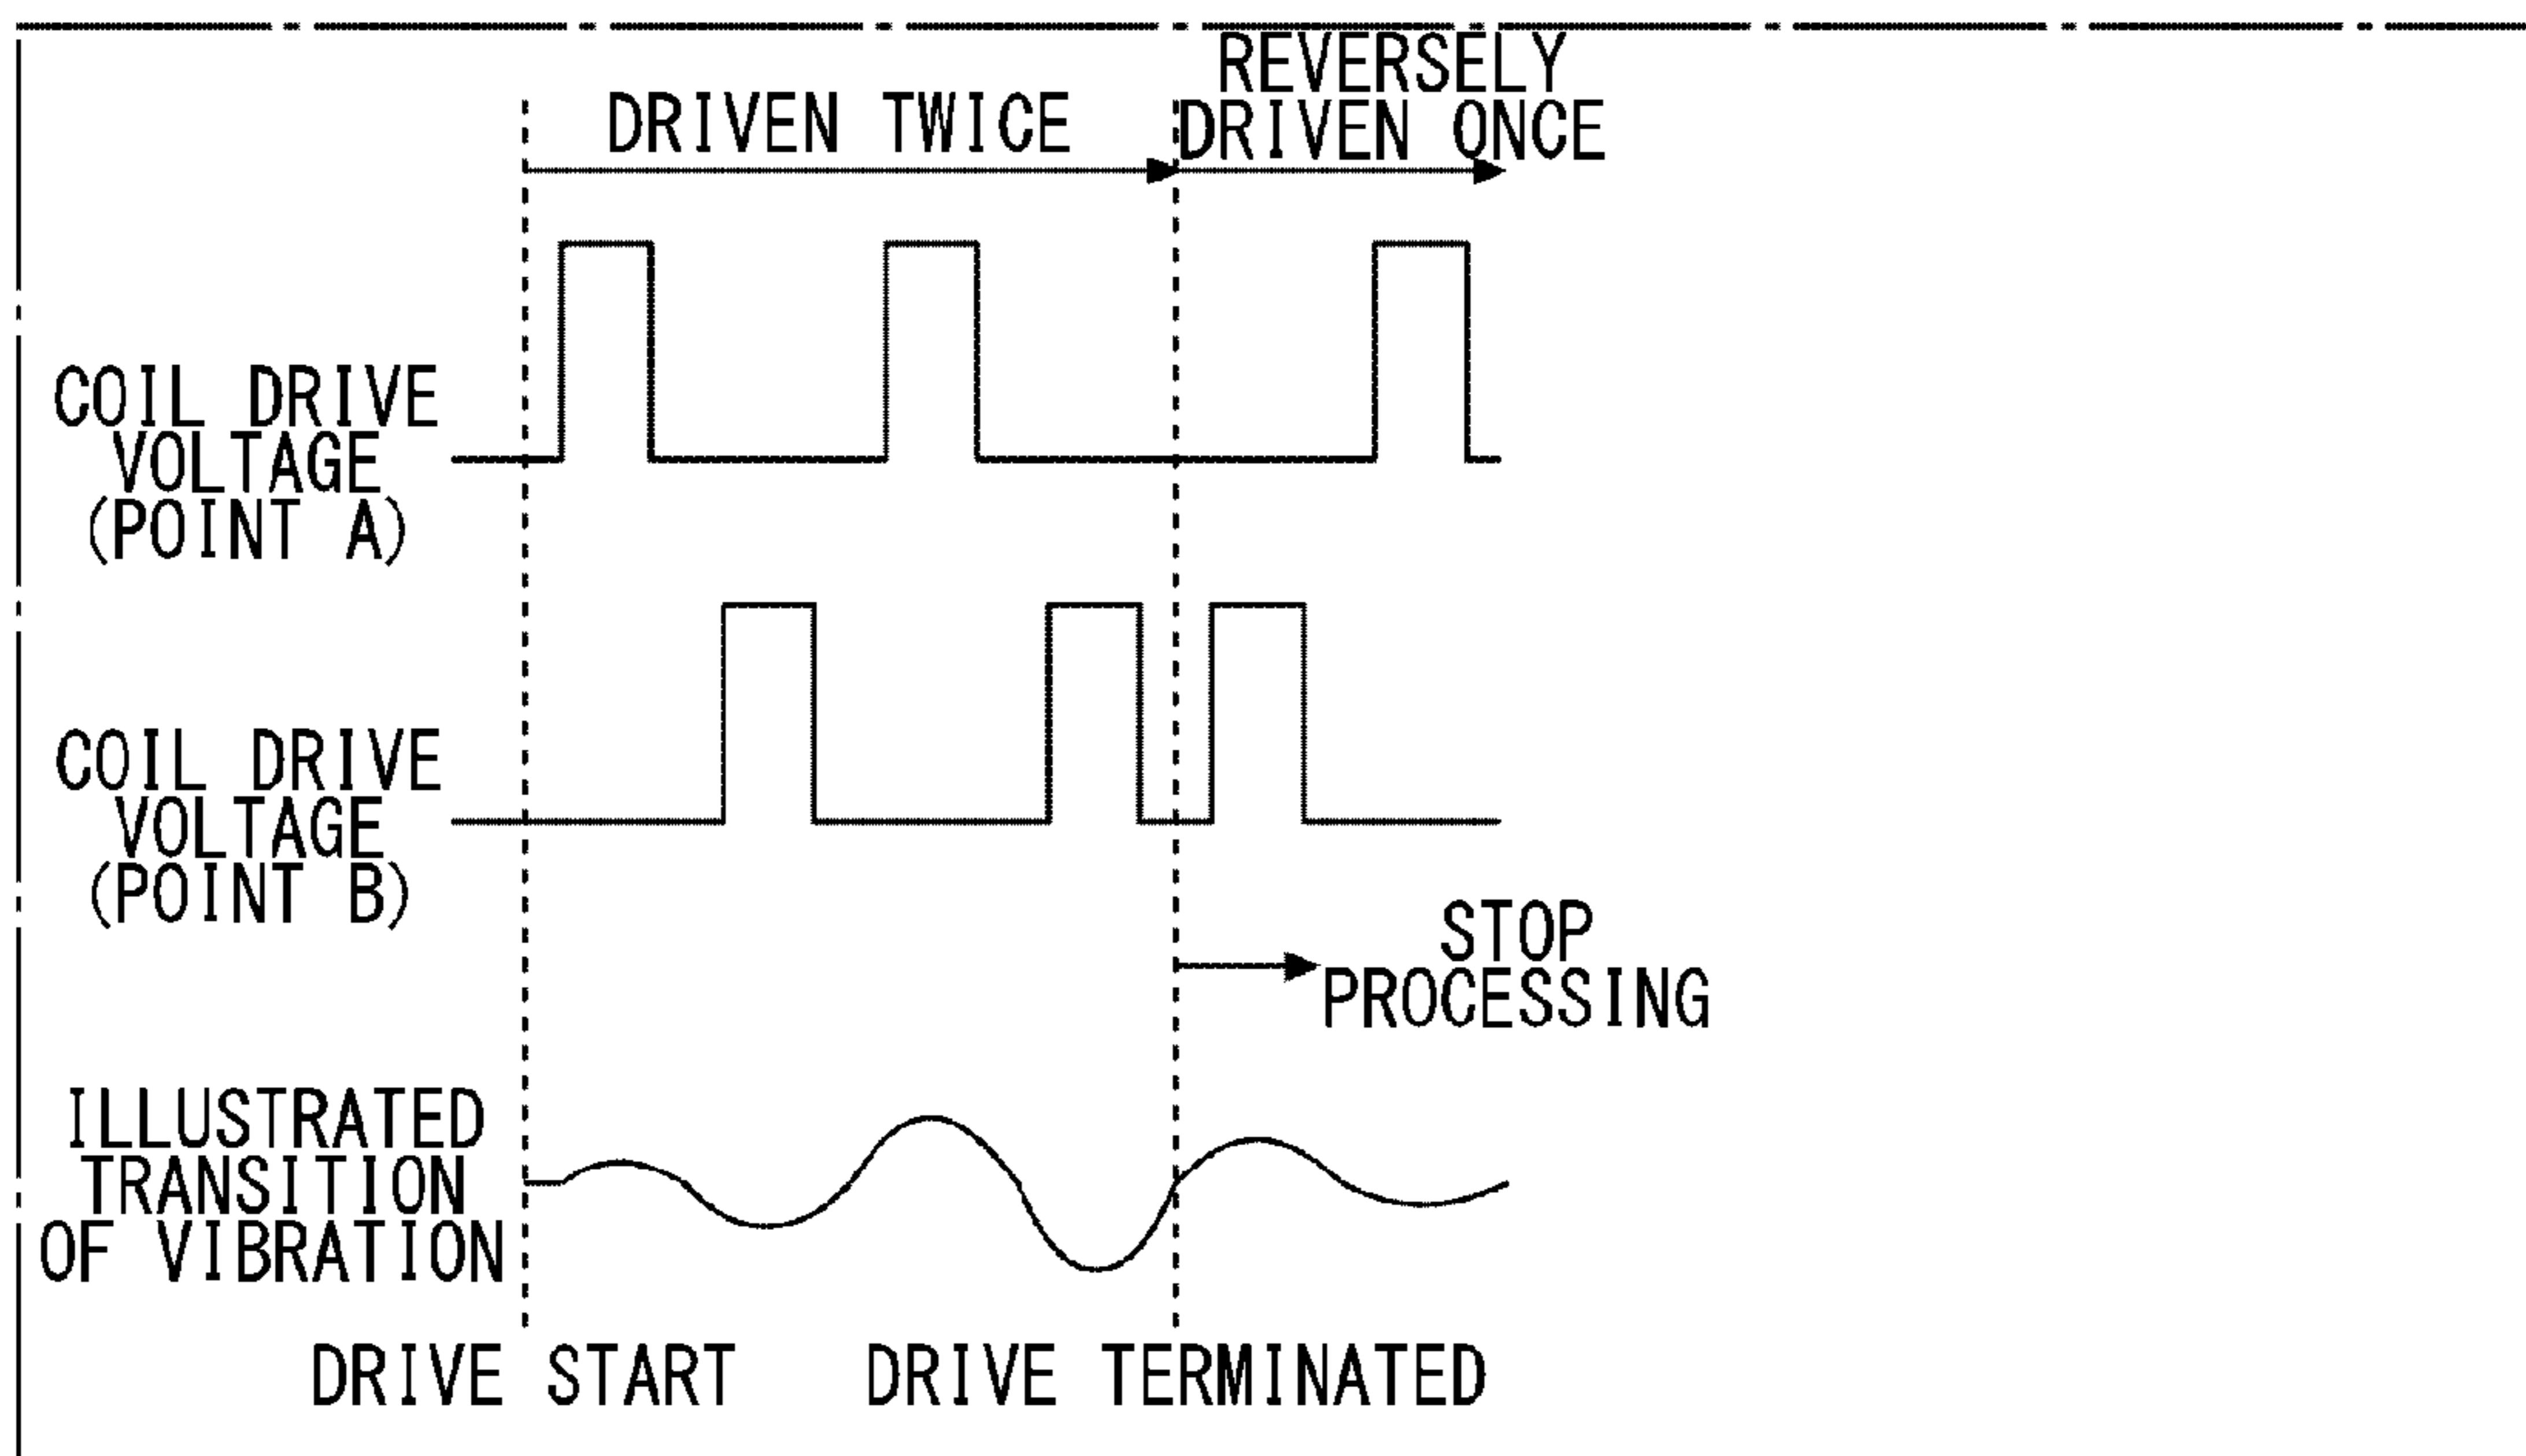 REVERSELY
DRIVEN TWICE
DRIVEN ONCE
COIL DRIVE
VOLTAGE
(POINT A)
COIL DRIVE
VOLTAGE
(POINT B)
STOP
PROCESSING
ILLUSTRATED
TRANSITION
OF VIBRATION
DRIVE START
DRIVE TERMINATED